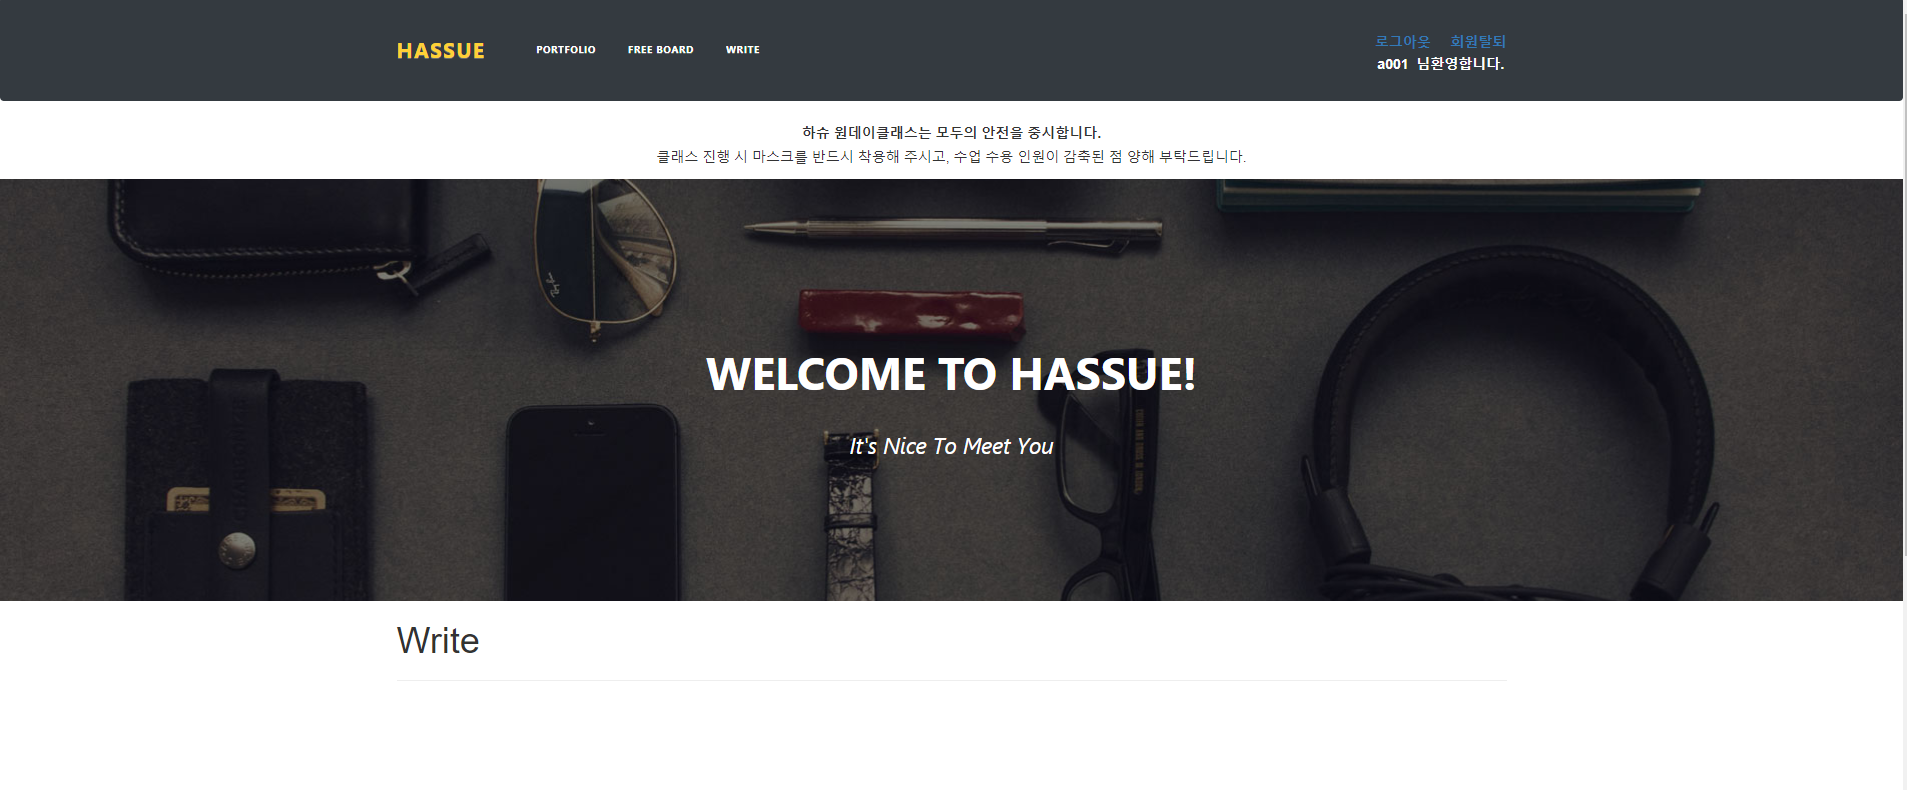 HASSUE PORTFOLIO FREE BOARD WRITE
로그아웃 회원탈퇴
a001 님환영합니다.
하슈 원데이클래스는 모두의 안전을 중시합니다.
클래스 진행 시 마스크를 반드시 착용해 주시고, 수업 수용 인원이 감축된 점 양해 부탁드립니다.
WELCOME TO HASSUE!
It's Nice To Meet You
Write